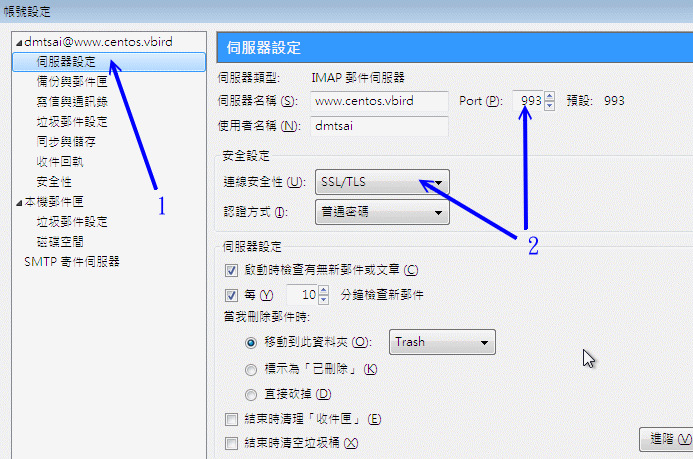 帳號設定
dmtsai@www.centos.vbird
伺服器設定
備份與郵件匣
寫信與通訊錄
垃圾郵件設定
同步與儲存
收件回執
安全性
本機郵件匣
垃圾郵件設定
磁碟空間
SMTP 寄件伺服器
1
伺服器設定
伺服器類型: IMAP 郵件伺服器
伺服器名稱 (S): www.centos.vbird Port (P): 993 預設: 993
使用者名稱 (N): dmtsai
安全設定
連線安全性 (U): SSL/TLS
認證方式 (I): 普通密碼
2
伺服器設定
啟動時檢查有無新郵件或文章 (C)
每 (Y) 10 分鐘檢查新郵件
當我刪除郵件時:
移動到此資料夾 (O): Trash
標示為「已刪除」 (K)
直接砍掉 (D)
結束時清理「收件匣」 (E)
結束時清空垃圾桶 (X)
進階 (V)